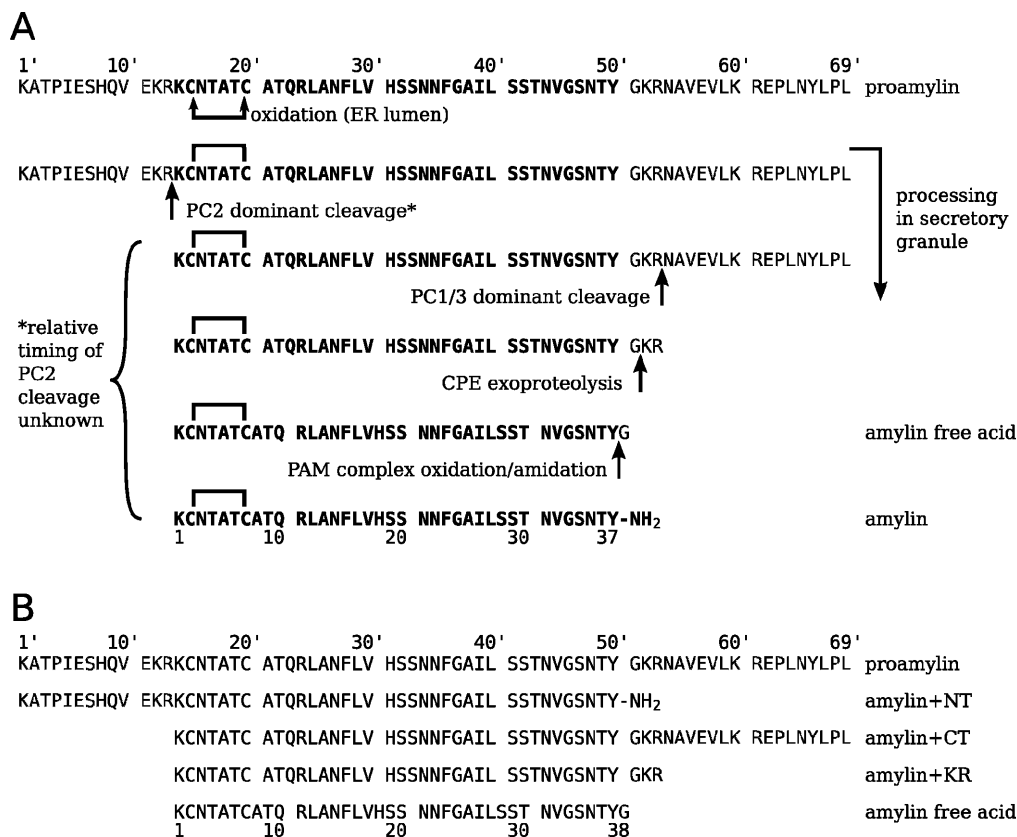 A
1' 10' 20' 30' 40' 50' 60' 69'
KATPIESHQV EKRKCNTATC ATQRLANFLV HSSNNFGAIL SSTNVGSNTY GKRNAVEVLK REPLNYLPL proamylin
oxidation (ER lumen)
KATPIESHQV EKRKCNTATC ATQRLANFLV HSSNNFGAIL SSTNVGSNTY GKRNAVEVLK REPLNYLPL
PC2 dominant cleavage*
processing
in secretory
granule
KCNTATC ATQRLANFLV HSSNNFGAIL SSTNVGSNTY GKRNAVEVLK REPLNYLPL
PC1/3 dominant cleavage
*relative
timing of
PC2
cleavage
unknown
KCNTATC ATQRLANFLV HSSNNFGAIL SSTNVGSNTY GKR
CPE exoproteolysis
KCNTATCATQ RLANFLVHSS NNFGAILSST NVGSNTYG amylin free acid
PAM complex oxidation/amidation
KCNTATCATQ RLANFLVHSS NNFGAILSST NVGSNTY-NH₂ amylin
1 10 20 30 37
B
1' 10' 20' 30' 40' 50' 60' 69'
KATPIESHQV EKRKCNTATC ATQRLANFLV HSSNNFGAIL SSTNVGSNTY GKRNAVEVLK REPLNYLPL proamylin
KATPIESHQV EKRKCNTATC ATQRLANFLV HSSNNFGAIL SSTNVGSNTY-NH₂ amylin+NT
KCNTATC ATQRLANFLV HSSNNFGAIL SSTNVGSNTY GKRNAVEVLK REPLNYLPL amylin+CT
KCNTATC ATQRLANFLV HSSNNFGAIL SSTNVGSNTY GKR amylin+KR
KCNTATCATQ RLANFLVHSS NNFGAILSST NVGSNTYG amylin free acid
1 10 20 30 38